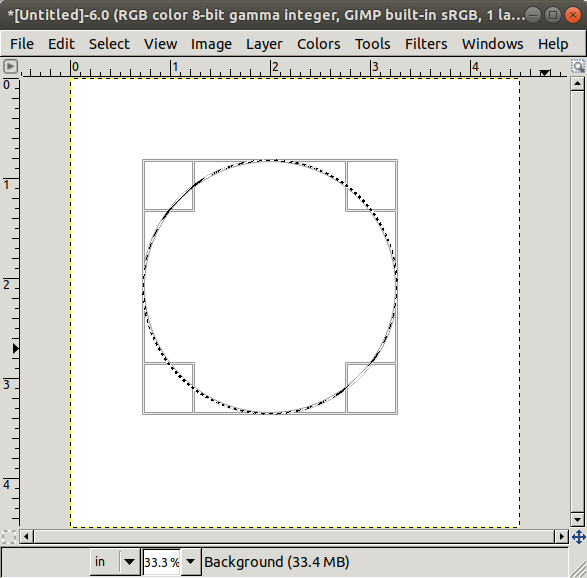 *[Untitled]-6.0 (RGB color 8-bit gamma integer, GIMP built-in sRGB, 1 la...
File Edit Select View Image Layer Colors Tools Filters Windows Help
0 1 2 3 4
0
1
2
3
4
in 33.3 % Background (33.4 MB)